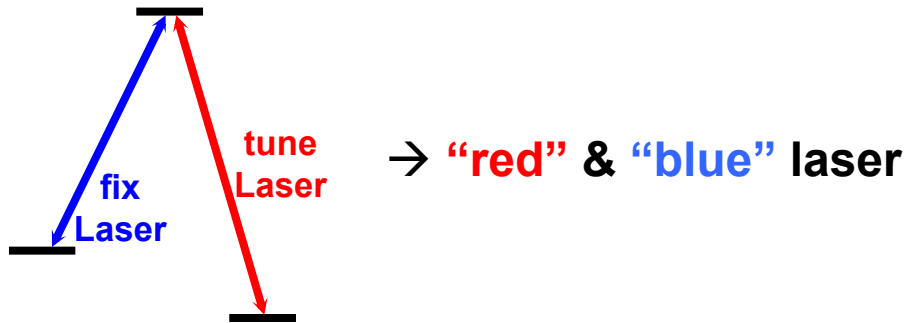 tune
Laser
fix
Laser
→ “red” & “blue” laser